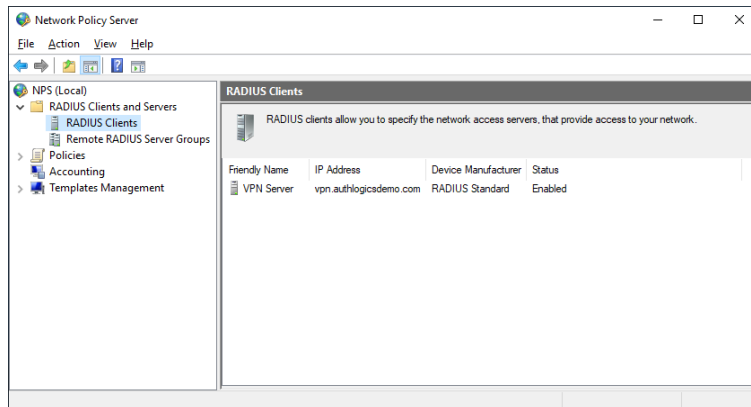 Network Policy Server
File Action View Help
NPS (Local)
RADIUS Clients and Servers
RADIUS Clients
Remote RADIUS Server Groups
Policies
Accounting
Templates Management
RADIUS Clients
RADIUS clients allow you to specify the network access servers, that provide access to your network.
Friendly Name IP Address Device Manufacturer Status
VPN Server vpn.authlogicsdemo.com RADIUS Standard Enabled